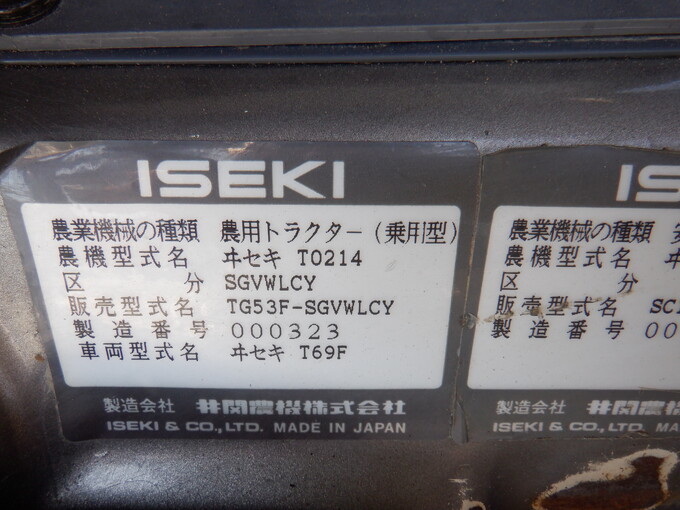 ISEKI
農業機械の種類 農用トラクター(乗用型)
農機型式名 ヰセキ T0214
区分 SGVWLCY
販売型式名 TG53F-SGVWLCY
製造番号 000323
車両型式名 ヰセキ T69F
製造会社 井関農機株式会社
ISEKI & CO., LTD. MADE IN JAPAN
IS
農業機械の種類
農機型式名 ヰ
区分
販売型式名 SC
製造番号 00
製造会社 井関農
ISEKI & CO., LTD. MA